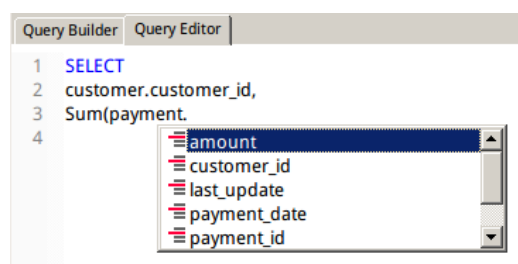 Query Builder Query Editor
1 SELECT
2 customer.customer_id,
3 Sum(payment.
4
amount
customer_id
last_update
payment_date
payment_id